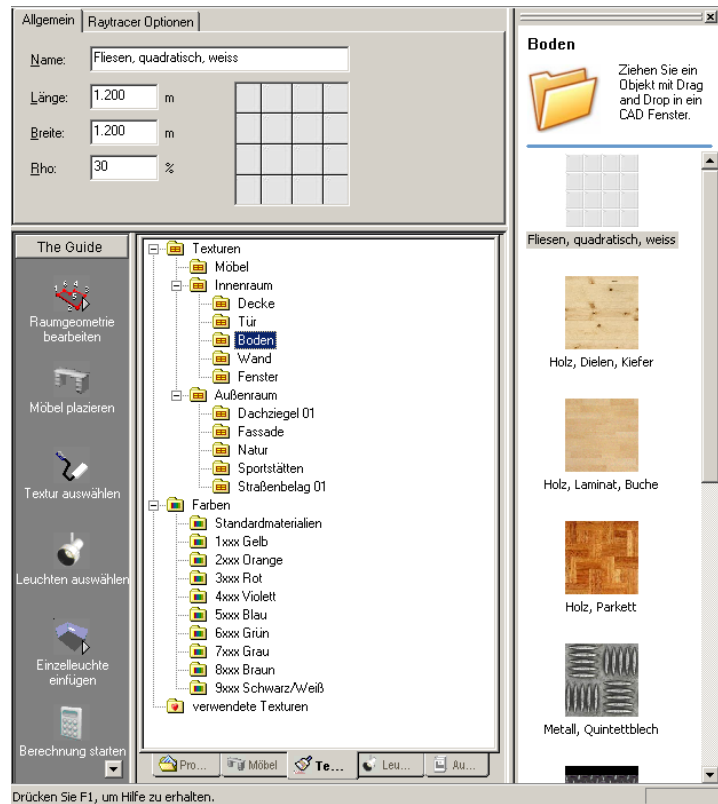 Allgemein Raytracer Optionen
Name: Fliesen, quadratisch, weiss
Länge: 1.200 m
Breite: 1.200 m
Rho: 30 %
The Guide
Raumgeometrie
bearbeiten
Möbel plazieren
Textur auswählen
Leuchten auswählen
Einzelleuchte
einfügen
Berechnung starten
Texturen
Möbel
Innenraum
Decke
Tür
Boden
Wand
Fenster
Außenraum
Dachziegel 01
Fassade
Natur
Sportstätten
Straßenbelag 01
Farben
Standardmaterialien
1xxx Gelb
2xxx Orange
3xxx Rot
4xxx Violett
5xxx Blau
6xxx Grün
7xxx Grau
8xxx Braun
9xxx Schwarz/Weiß
verwendete Texturen
Pro... Möbel Te... Leu... Au...
Boden
Ziehen Sie ein
Objekt mit Drag
and Drop in ein
CAD Fenster.
Fliesen, quadratisch, weiss
Holz, Dielen, Kiefer
Holz, Laminat, Buche
Holz, Parkett
Metall, Quintettblech
Drücken Sie F1, um Hilfe zu erhalten.